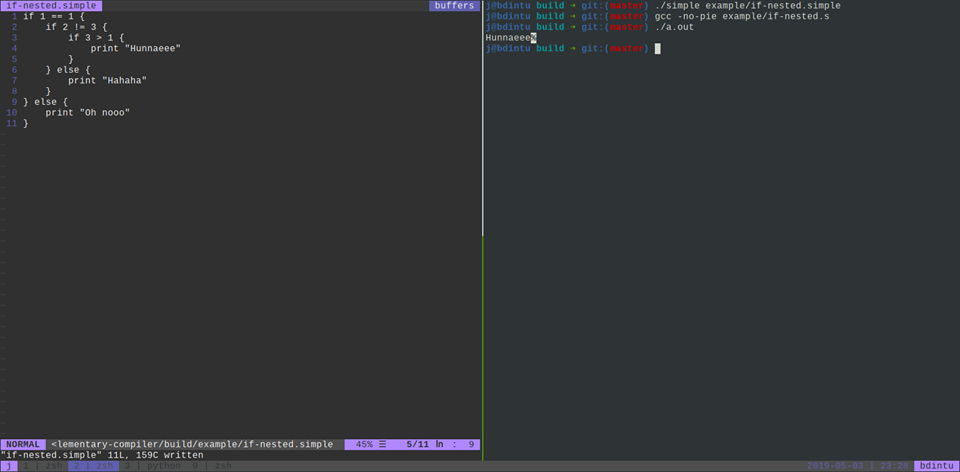 if-nested.simple buffers
1 if 1 == 1 {
2     if 2 != 3 {
3         if 3 > 1 {
4             print "Hunnaeee"
5         }
6     } else {
7         print "Hahaha"
8     }
9 } else {
10     print "Oh nooo"
11 }
NORMAL <lementary-compiler/build/example/if-nested.simple 45% ☰ 5/11 ㏑ : 9
"if-nested.simple" 11L, 159C written
j@bdintu build ➜ git:(master) ./simple example/if-nested.simple
j@bdintu build ➜ git:(master) gcc -no-pie example/if-nested.s
j@bdintu build ➜ git:(master) ./a.out
Hunnaeee%
j@bdintu build ➜ git:(master)
j 1 | zsh 2 | zsh 3 | python 9 | zsh 2019-05-03 | 23:20 bdintu